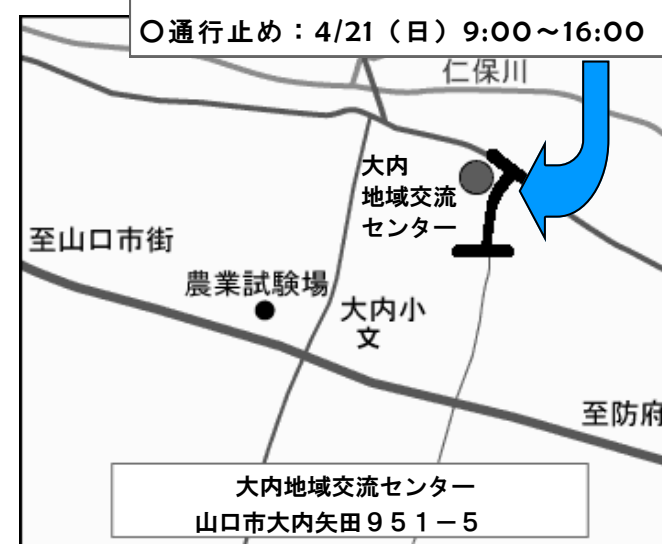 〇通行止め：4/21（日）9:00～16:00
仁保川
大内
地域交流
センター
至山口市街
農業試験場
大内小
文
至防府
大内地域交流センター
山口市大内矢田９５１－５